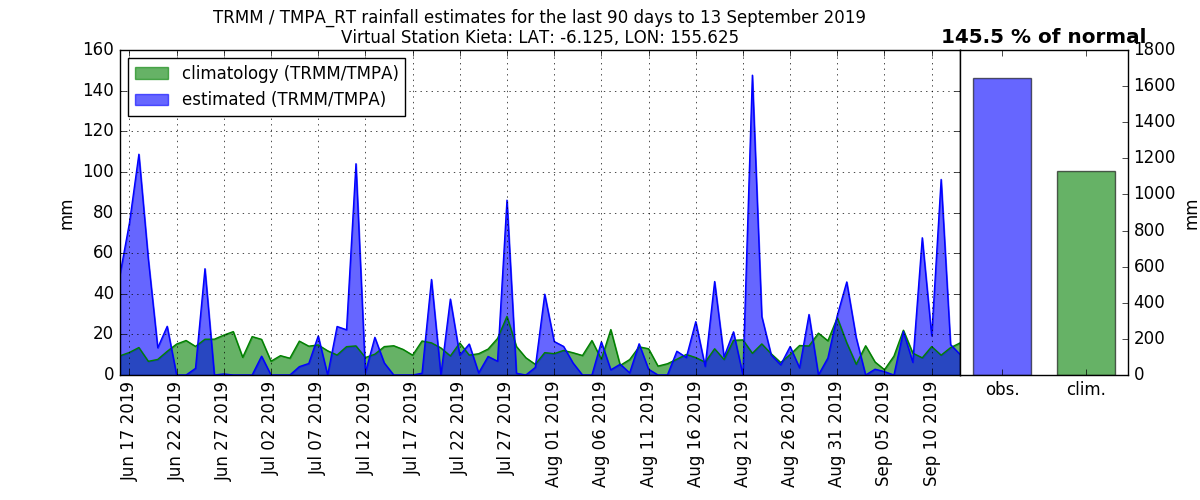 TRMM / TMPA_RT rainfall estimates for the last 90 days to 13 September 2019
Virtual Station Kieta: LAT: -6.125, LON: 155.625
145.5 % of normal
climatology (TRMM/TMPA)
estimated (TRMM/TMPA)
160
140
120
100
80
60
40
20
0
mm
Jun 17 2019
Jun 22 2019
Jun 27 2019
Jul 02 2019
Jul 07 2019
Jul 12 2019
Jul 17 2019
Jul 22 2019
Jul 27 2019
Aug 01 2019
Aug 06 2019
Aug 11 2019
Aug 16 2019
Aug 21 2019
Aug 26 2019
Aug 31 2019
Sep 05 2019
Sep 10 2019
obs.
clim.
1800
1600
1400
1200
1000
800
600
400
200
0
mm